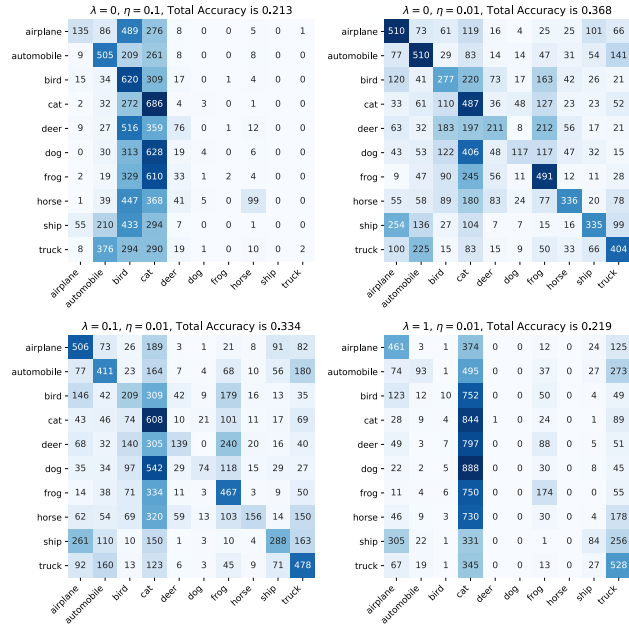 λ = 0, η = 0.1, Total Accuracy is 0.213
airplane 135 86 489 276 8 0 0 5 0 1
automobile 9 505 209 261 8 0 0 8 0 0
bird 15 34 620 309 17 0 1 4 0 0
cat 2 32 272 686 4 3 0 1 0 0
deer 9 27 516 359 76 0 1 12 0 0
dog 0 30 313 628 19 4 0 6 0 0
frog 2 19 329 610 33 1 2 4 0 0
horse 1 39 447 368 41 5 0 99 0 0
ship 55 210 433 294 7 0 0 1 0 0
truck 8 376 294 290 19 1 0 10 0 2
airplane automobile bird cat deer dog frog horse ship truck
λ = 0, η = 0.01, Total Accuracy is 0.368
airplane 510 73 61 119 16 4 25 25 101 66
automobile 77 510 29 83 14 14 47 31 54 141
bird 120 41 277 220 73 17 163 42 26 21
cat 33 61 110 487 36 48 127 23 23 52
deer 63 32 183 197 211 8 212 56 17 21
dog 43 53 122 406 48 117 117 47 32 15
frog 9 47 90 245 56 11 491 12 11 28
horse 55 58 89 180 83 24 77 336 20 78
ship 254 136 27 104 7 7 15 16 335 99
truck 100 225 15 83 15 9 50 33 66 404
airplane automobile bird cat deer dog frog horse ship truck
λ = 0.1, η = 0.01, Total Accuracy is 0.334
airplane 506 73 26 189 3 1 21 8 91 82
automobile 77 411 23 164 7 4 68 10 56 180
bird 146 42 209 309 42 9 179 16 13 35
cat 43 46 74 608 10 21 101 11 17 69
deer 68 32 140 305 139 0 240 20 16 40
dog 35 34 97 542 29 74 118 15 29 27
frog 14 38 71 334 11 3 467 3 9 50
horse 62 54 69 320 59 13 103 156 14 150
ship 261 110 10 150 1 3 10 4 288 163
truck 92 160 13 123 6 3 45 9 71 478
airplane automobile bird cat deer dog frog horse ship truck
λ = 1, η = 0.01, Total Accuracy is 0.219
airplane 461 3 1 374 0 0 12 0 24 125
automobile 74 93 1 495 0 0 37 0 27 273
bird 123 12 10 752 0 0 50 0 4 49
cat 28 9 4 844 1 0 24 0 1 89
deer 49 3 7 797 0 0 88 0 5 51
dog 22 2 5 888 0 0 30 0 8 45
frog 11 4 6 750 0 0 174 0 0 55
horse 46 9 3 730 0 0 30 0 4 178
ship 305 22 1 331 0 0 1 0 84 256
truck 67 19 1 345 0 0 13 0 27 528
airplane automobile bird cat deer dog frog horse ship truck